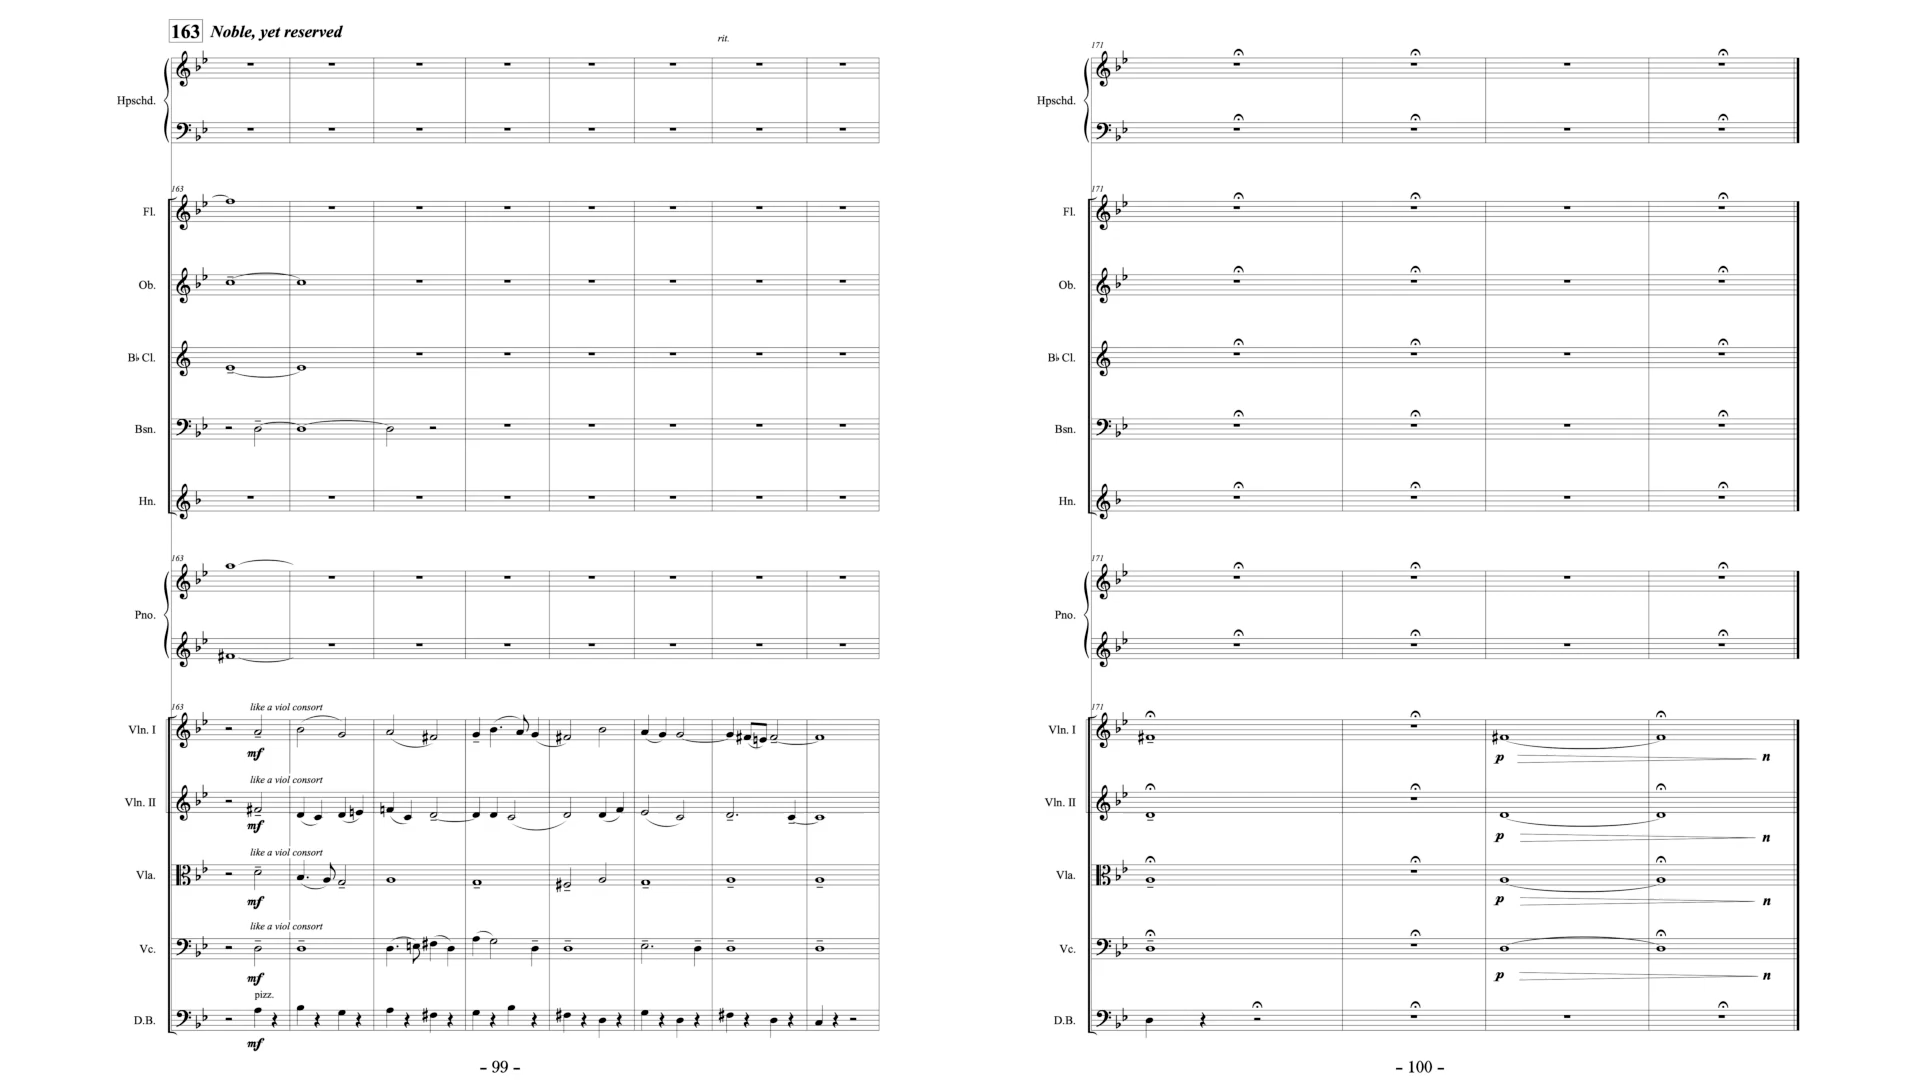 163 Noble, yet reserved
rit.
Hpschd.
163
Fl.
Ob.
B♭ Cl.
Bsn.
Hn.
163
Pno.
163
like a viol consort
Vln. I
mf
like a viol consort
Vln. II
mf
like a viol consort
Vla.
mf
like a viol consort
Vc.
mf
pizz.
D.B.
mf
- 99 -
171
Hpschd.
171
Fl.
Ob.
B♭ Cl.
Bsn.
Hn.
171
Pno.
171
Vln. I
p n
Vln. II
p n
Vla.
p n
Vc.
p n
D.B.
- 100 -